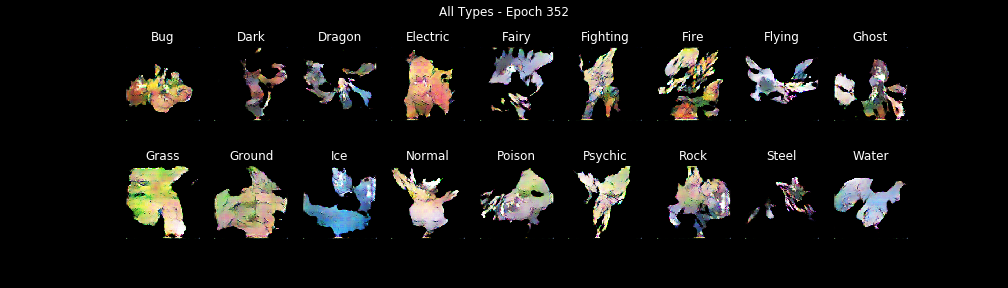 All Types - Epoch 352
Bug Dark Dragon Electric Fairy Fighting Fire Flying Ghost
Grass Ground Ice Normal Poison Psychic Rock Steel Water